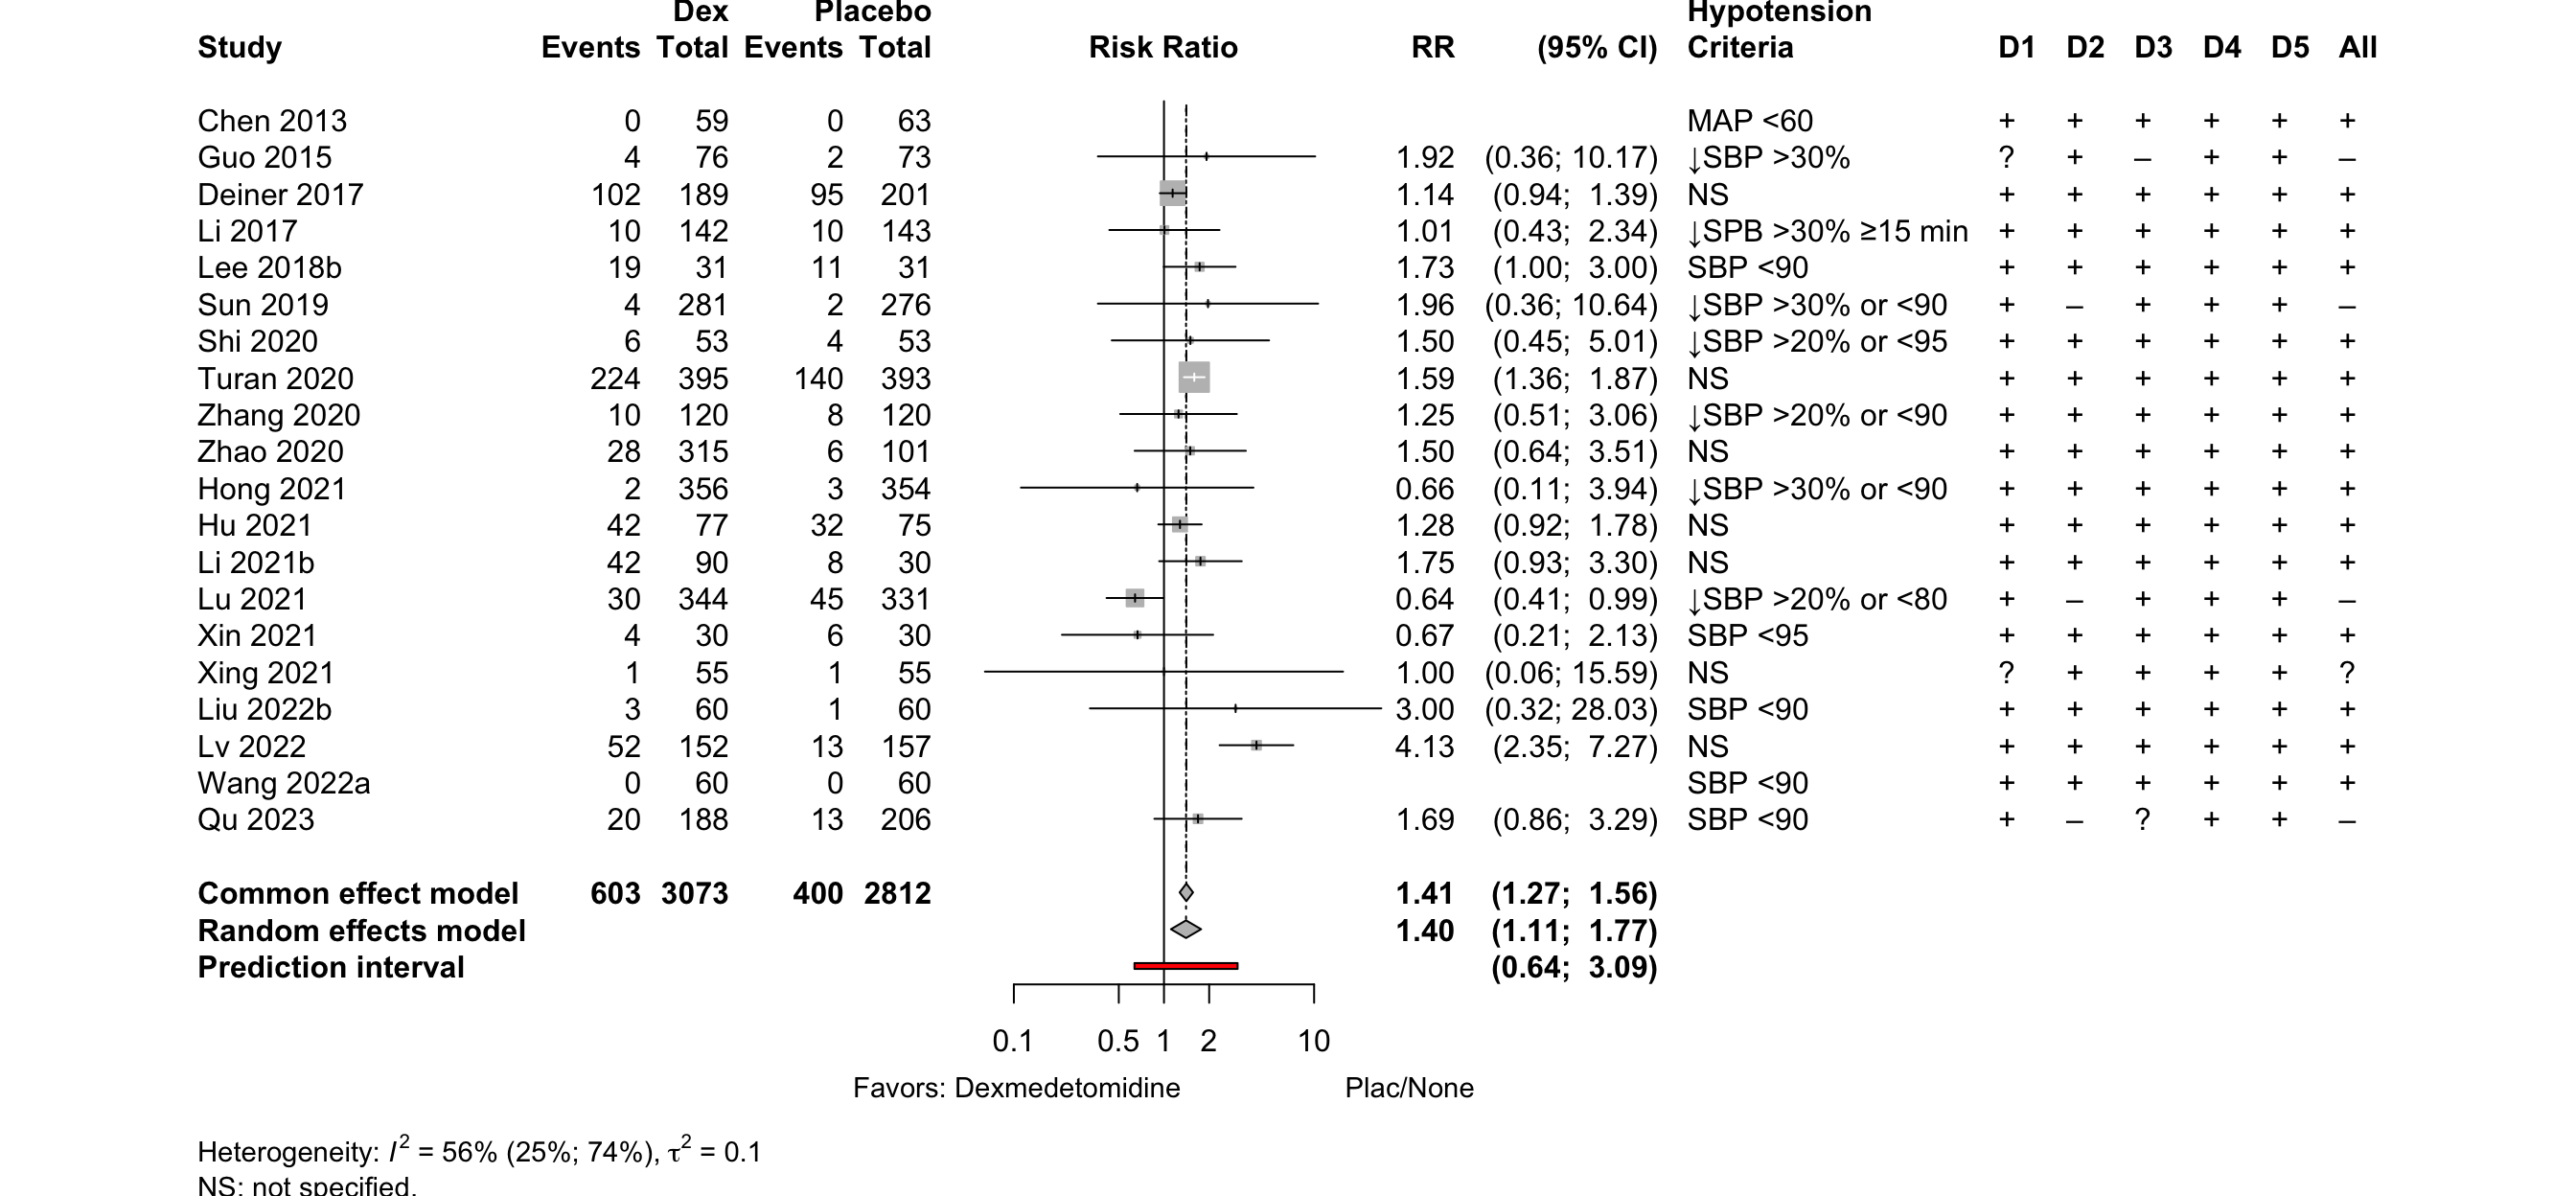 Dex Placebo Hypotension
Study Events Total Events Total Risk Ratio RR (95% CI) Criteria D1 D2 D3 D4 D5 All
Chen 2013 0 59 0 63 MAP <60 + + + + + +
Guo 2015 4 76 2 73 1.92 (0.36; 10.17) ↓SBP >30% ? + – + + –
Deiner 2017 102 189 95 201 1.14 (0.94; 1.39) NS + + + + + +
Li 2017 10 142 10 143 1.01 (0.43; 2.34) ↓SPB >30% ≥15 min + + + + + +
Lee 2018b 19 31 11 31 1.73 (1.00; 3.00) SBP <90 + + + + + +
Sun 2019 4 281 2 276 1.96 (0.36; 10.64) ↓SBP >30% or <90 + – + + + –
Shi 2020 6 53 4 53 1.50 (0.45; 5.01) ↓SBP >20% or <95 + + + + + +
Turan 2020 224 395 140 393 1.59 (1.36; 1.87) NS + + + + + +
Zhang 2020 10 120 8 120 1.25 (0.51; 3.06) ↓SBP >20% or <90 + + + + + +
Zhao 2020 28 315 6 101 1.50 (0.64; 3.51) NS + + + + + +
Hong 2021 2 356 3 354 0.66 (0.11; 3.94) ↓SBP >30% or <90 + + + + + +
Hu 2021 42 77 32 75 1.28 (0.92; 1.78) NS + + + + + +
Li 2021b 42 90 8 30 1.75 (0.93; 3.30) NS + + + + + +
Lu 2021 30 344 45 331 0.64 (0.41; 0.99) ↓SBP >20% or <80 + – + + + –
Xin 2021 4 30 6 30 0.67 (0.21; 2.13) SBP <95 + + + + + +
Xing 2021 1 55 1 55 1.00 (0.06; 15.59) NS ? + + + + ?
Liu 2022b 3 60 1 60 3.00 (0.32; 28.03) SBP <90 + + + + + +
Lv 2022 52 152 13 157 4.13 (2.35; 7.27) NS + + + + + +
Wang 2022a 0 60 0 60 SBP <90 + + + + + +
Qu 2023 20 188 13 206 1.69 (0.86; 3.29) SBP <90 + – ? + + –
Common effect model 603 3073 400 2812 1.41 (1.27; 1.56)
Random effects model 1.40 (1.11; 1.77)
Prediction interval (0.64; 3.09)
0.1 0.5 1 2 10
Favors: Dexmedetomidine Plac/None
Heterogeneity: I² = 56% (25%; 74%), τ² = 0.1
NS: not specified.